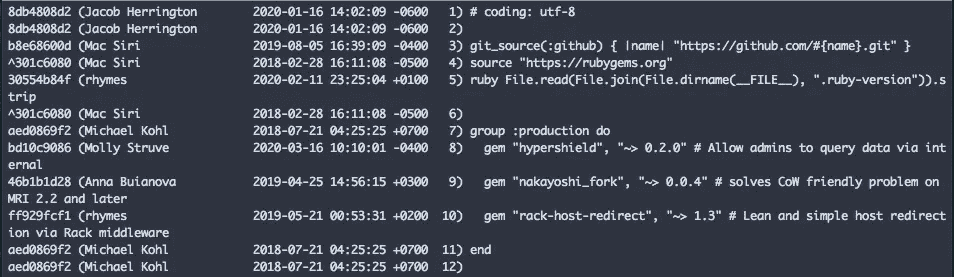 8db4808d2 (Jacob Herrington 2020-01-16 14:02:09 -0600 1) # coding: utf-8
8db4808d2 (Jacob Herrington 2020-01-16 14:02:09 -0600 2)
b8e68600d (Mac Siri 2019-08-05 16:39:09 -0400 3) git_source(:github) { |name| "https://github.com/#{name}.git" }
^301c6080 (Mac Siri 2018-02-28 16:11:08 -0500 4) source "https://rubygems.org"
30554b84f (rhymes 2020-02-11 23:25:04 +0100 5) ruby File.read(File.join(File.dirname(__FILE__), ".ruby-version")).s
trip
^301c6080 (Mac Siri 2018-02-28 16:11:08 -0500 6)
aed0869f2 (Michael Kohl 2018-07-21 04:25:25 +0700 7) group :production do
bd10c9086 (Molly Struve 2020-03-16 10:10:01 -0400 8) gem "hypershield", "~> 0.2.0" # Allow admins to query data via int
ernal
46b1b1d28 (Anna Buianova 2019-04-25 14:56:15 +0300 9) gem "nakayoshi_fork", "~> 0.0.4" # solves CoW friendly problem on
MRI 2.2 and later
ff929fcf1 (rhymes 2019-05-21 00:53:31 +0200 10) gem "rack-host-redirect", "~> 1.3" # Lean and simple host redirect
ion via Rack middleware
aed0869f2 (Michael Kohl 2018-07-21 04:25:25 +0700 11) end
aed0869f2 (Michael Kohl 2018-07-21 04:25:25 +0700 12)